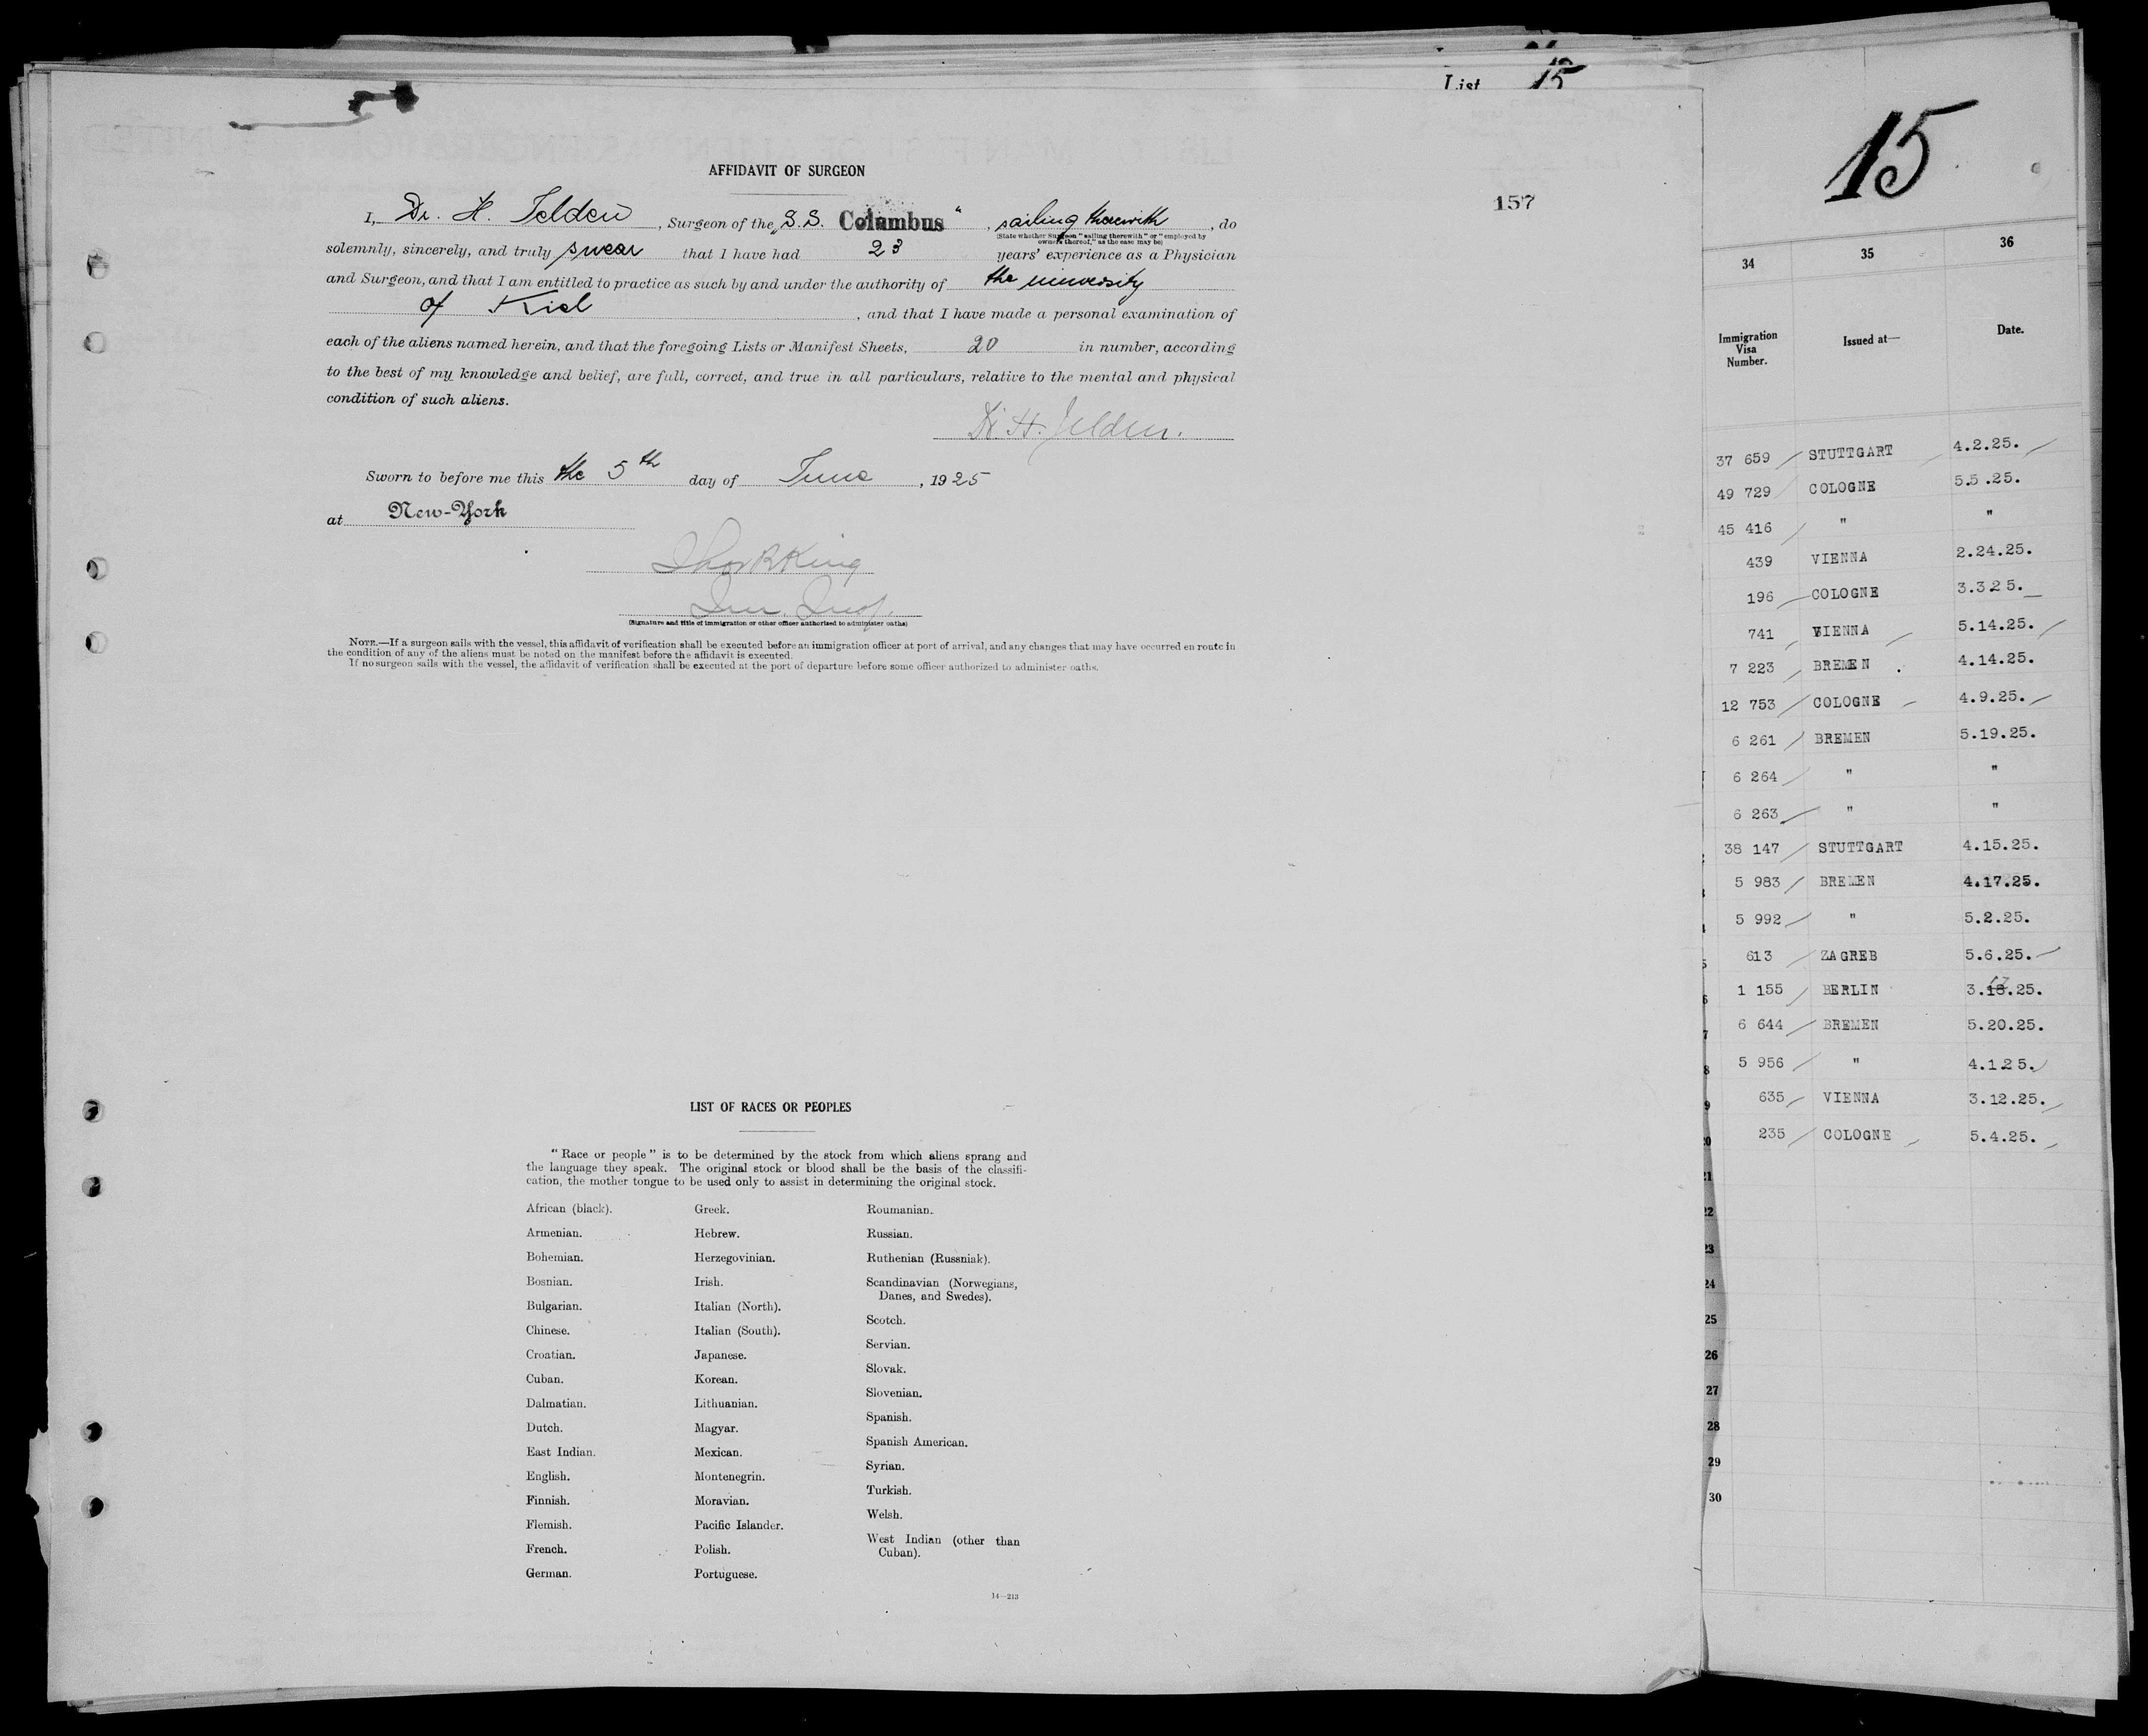 List 15
AFFIDAVIT OF SURGEON
157
I, Dr. H. Jelden, Surgeon of the „S.S. Columbus“, sailing therewith, do
(State whether Surgeon "sailing therewith" or "employed by
owners thereof," as the case may be)
solemnly, sincerely, and truly swear that I have had 23 years' experience as a Physician
and Surgeon, and that I am entitled to practice as such by and under the authority of the university
of Kiel, and that I have made a personal examination of
each of the aliens named herein, and that the foregoing Lists or Manifest Sheets, 20 in number, according
to the best of my knowledge and belief, are full, correct, and true in all particulars, relative to the mental and physical
condition of such aliens.
Dr. H. Jelden.
Sworn to before me this the 5th day of June, 1925
at New-York
Thos R King
Im Insp.
(Signature and title of immigration or other officer authorized to administer oaths)
NOTE.—If a surgeon sails with the vessel, this affidavit of verification shall be executed before an immigration officer at port of arrival, and any changes that may have occurred en route in
the condition of any of the aliens must be noted on the manifest before the affidavit is executed.
If no surgeon sails with the vessel, the affidavit of verification shall be executed at the port of departure before some officer authorized to administer oaths.
LIST OF RACES OR PEOPLES
"Race or people" is to be determined by the stock from which aliens sprang and
the language they speak. The original stock or blood shall be the basis of the classifi-
cation, the mother tongue to be used only to assist in determining the original stock.
African (black).
Armenian.
Bohemian.
Bosnian.
Bulgarian.
Chinese.
Croatian.
Cuban.
Dalmatian.
Dutch.
East Indian.
English.
Finnish.
Flemish.
French.
German.
Greek.
Hebrew.
Herzegovinian.
Irish.
Italian (North).
Italian (South).
Japanese.
Korean.
Lithuanian.
Magyar.
Mexican.
Montenegrin.
Moravian.
Pacific Islander.
Polish.
Portuguese.
Roumanian.
Russian.
Ruthenian (Russniak).
Scandinavian (Norwegians,
Danes, and Swedes).
Scotch.
Servian.
Slovak.
Slovenian.
Spanish.
Spanish American.
Syrian.
Turkish.
Welsh.
West Indian (other than
Cuban).
14—213
15
34 35 36
Immigration
Visa
Number.
Issued at—
Date.
37 659 STUTTGART 4.2.25.
49 729 COLOGNE 5.5.25.
45 416 " "
439 VIENNA 2.24.25.
196 COLOGNE 3.3.25.
741 VIENNA 5.14.25.
7 223 BREMEN 4.14.25.
12 753 COLOGNE 4.9.25.
6 261 BREMEN 5.19.25.
6 264 " "
6 263 " "
38 147 STUTTGART 4.15.25.
5 983 BREMEN 4.17.25.
5 992 " 5.2.25.
613 ZAGREB 5.6.25.
1 155 BERLIN 3.18.25.
6 644 BREMEN 5.20.25.
5 956 " 4.1.25.
635 VIENNA 3.12.25.
235 COLOGNE 5.4.25.
21
22
23
24
25
26
27
28
29
30